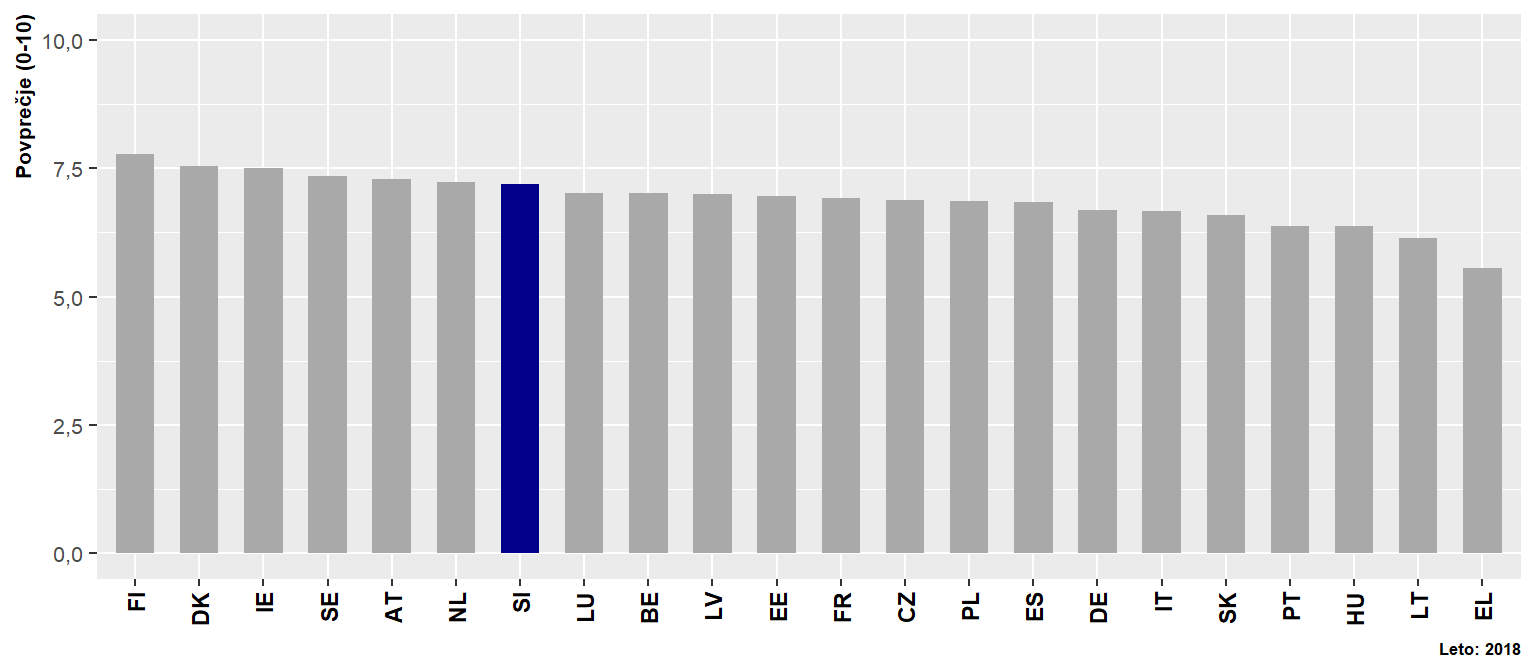 Povprečje (0-10)
10,0
7,5
5,0
2,5
0,0
FI DK IE SE AT NL SI LU BE LV EE FR CZ PL ES DE IT SK PT HU LT EL
Leto: 2018